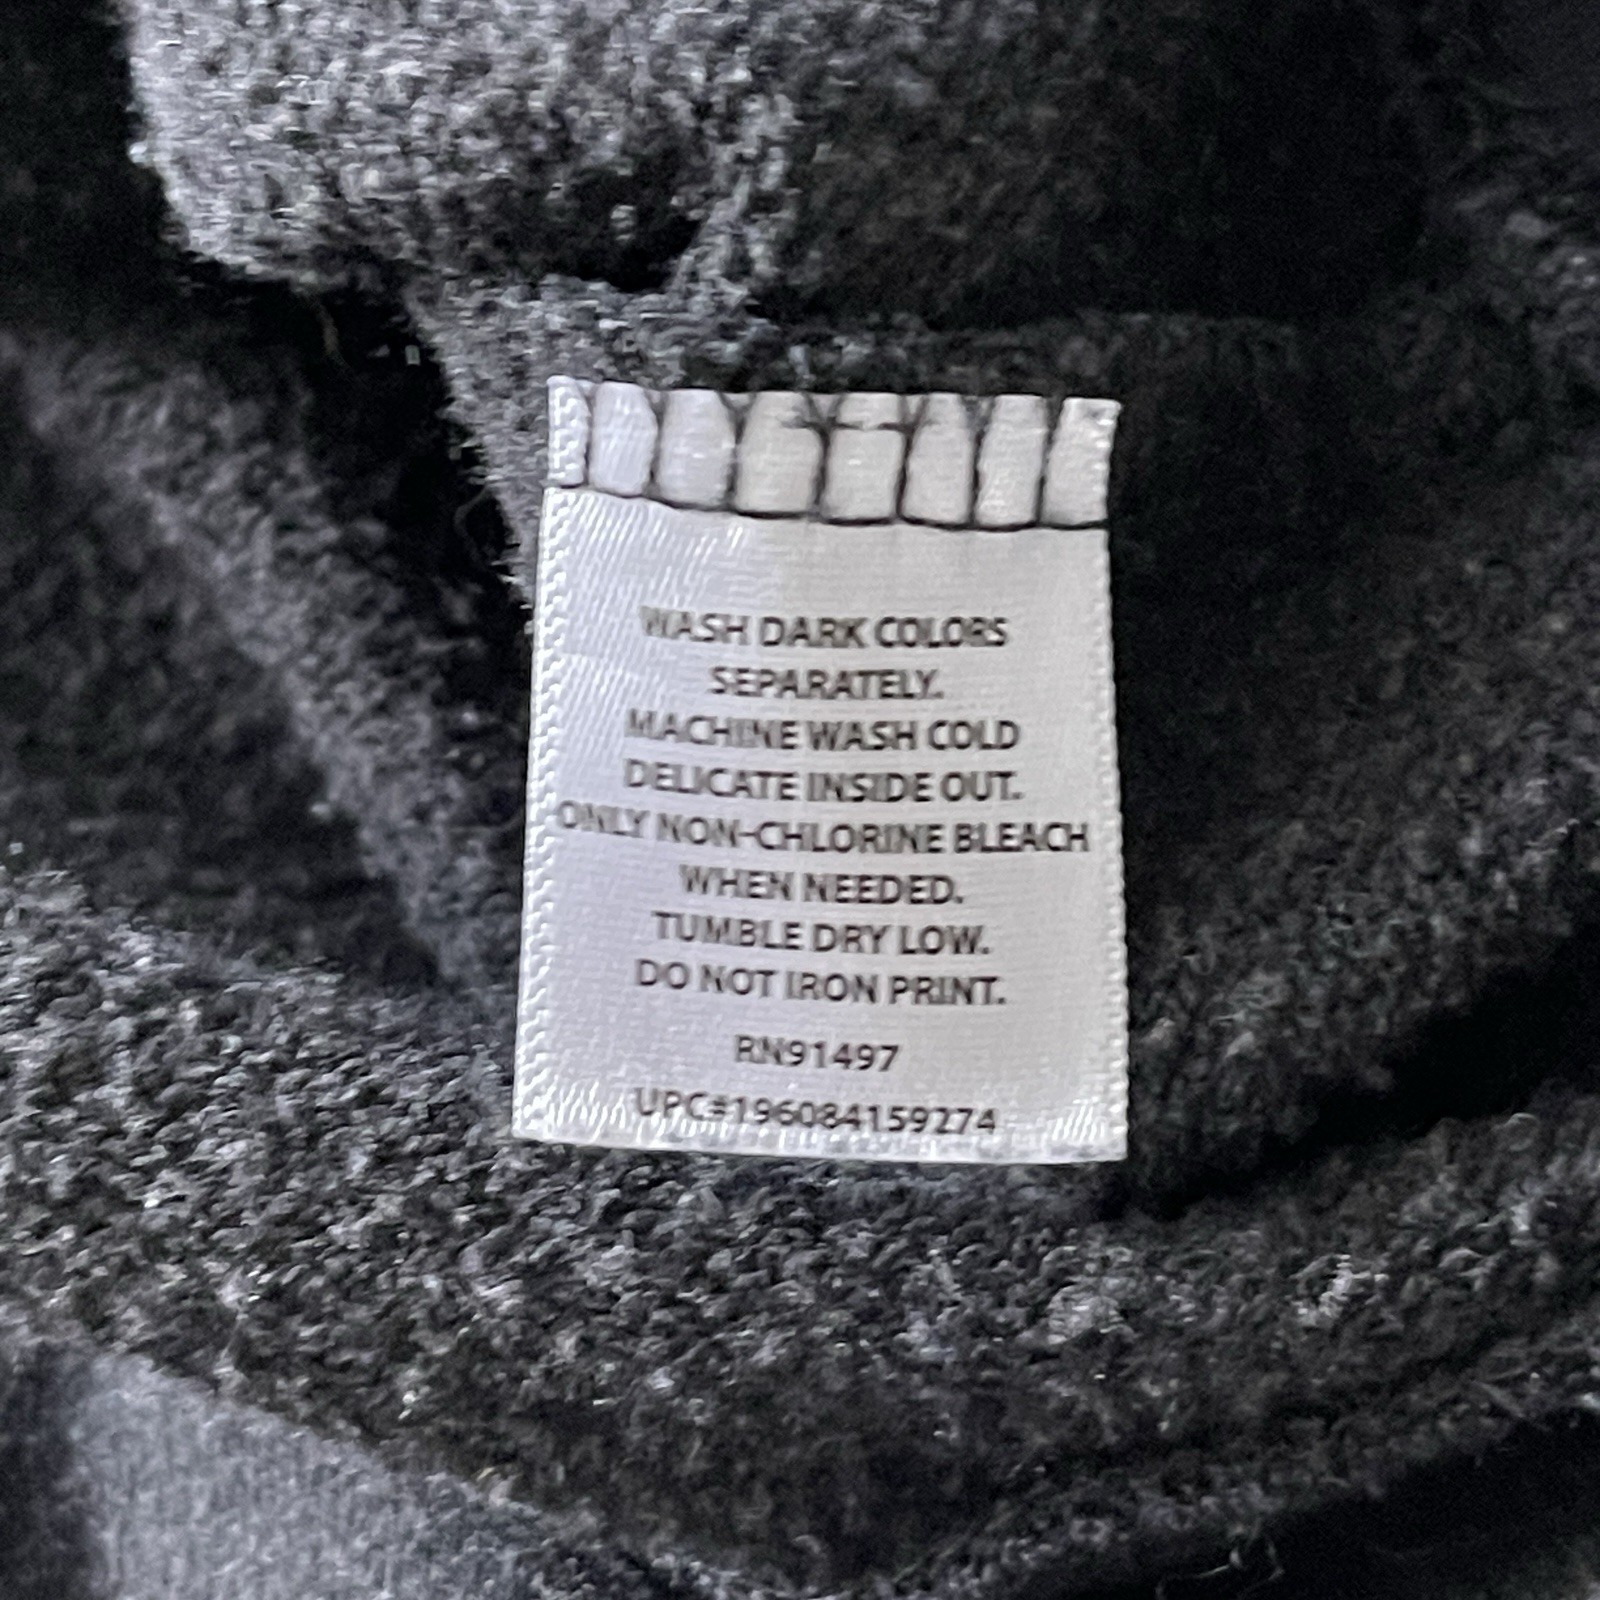 WASH DARK COLORS
SEPARATELY.
MACHINE WASH COLD
DELICATE INSIDE OUT.
ONLY NON-CHLORINE BLEACH
WHEN NEEDED.
TUMBLE DRY LOW.
DO NOT IRON PRINT.
RN91497
UPC#196084159274